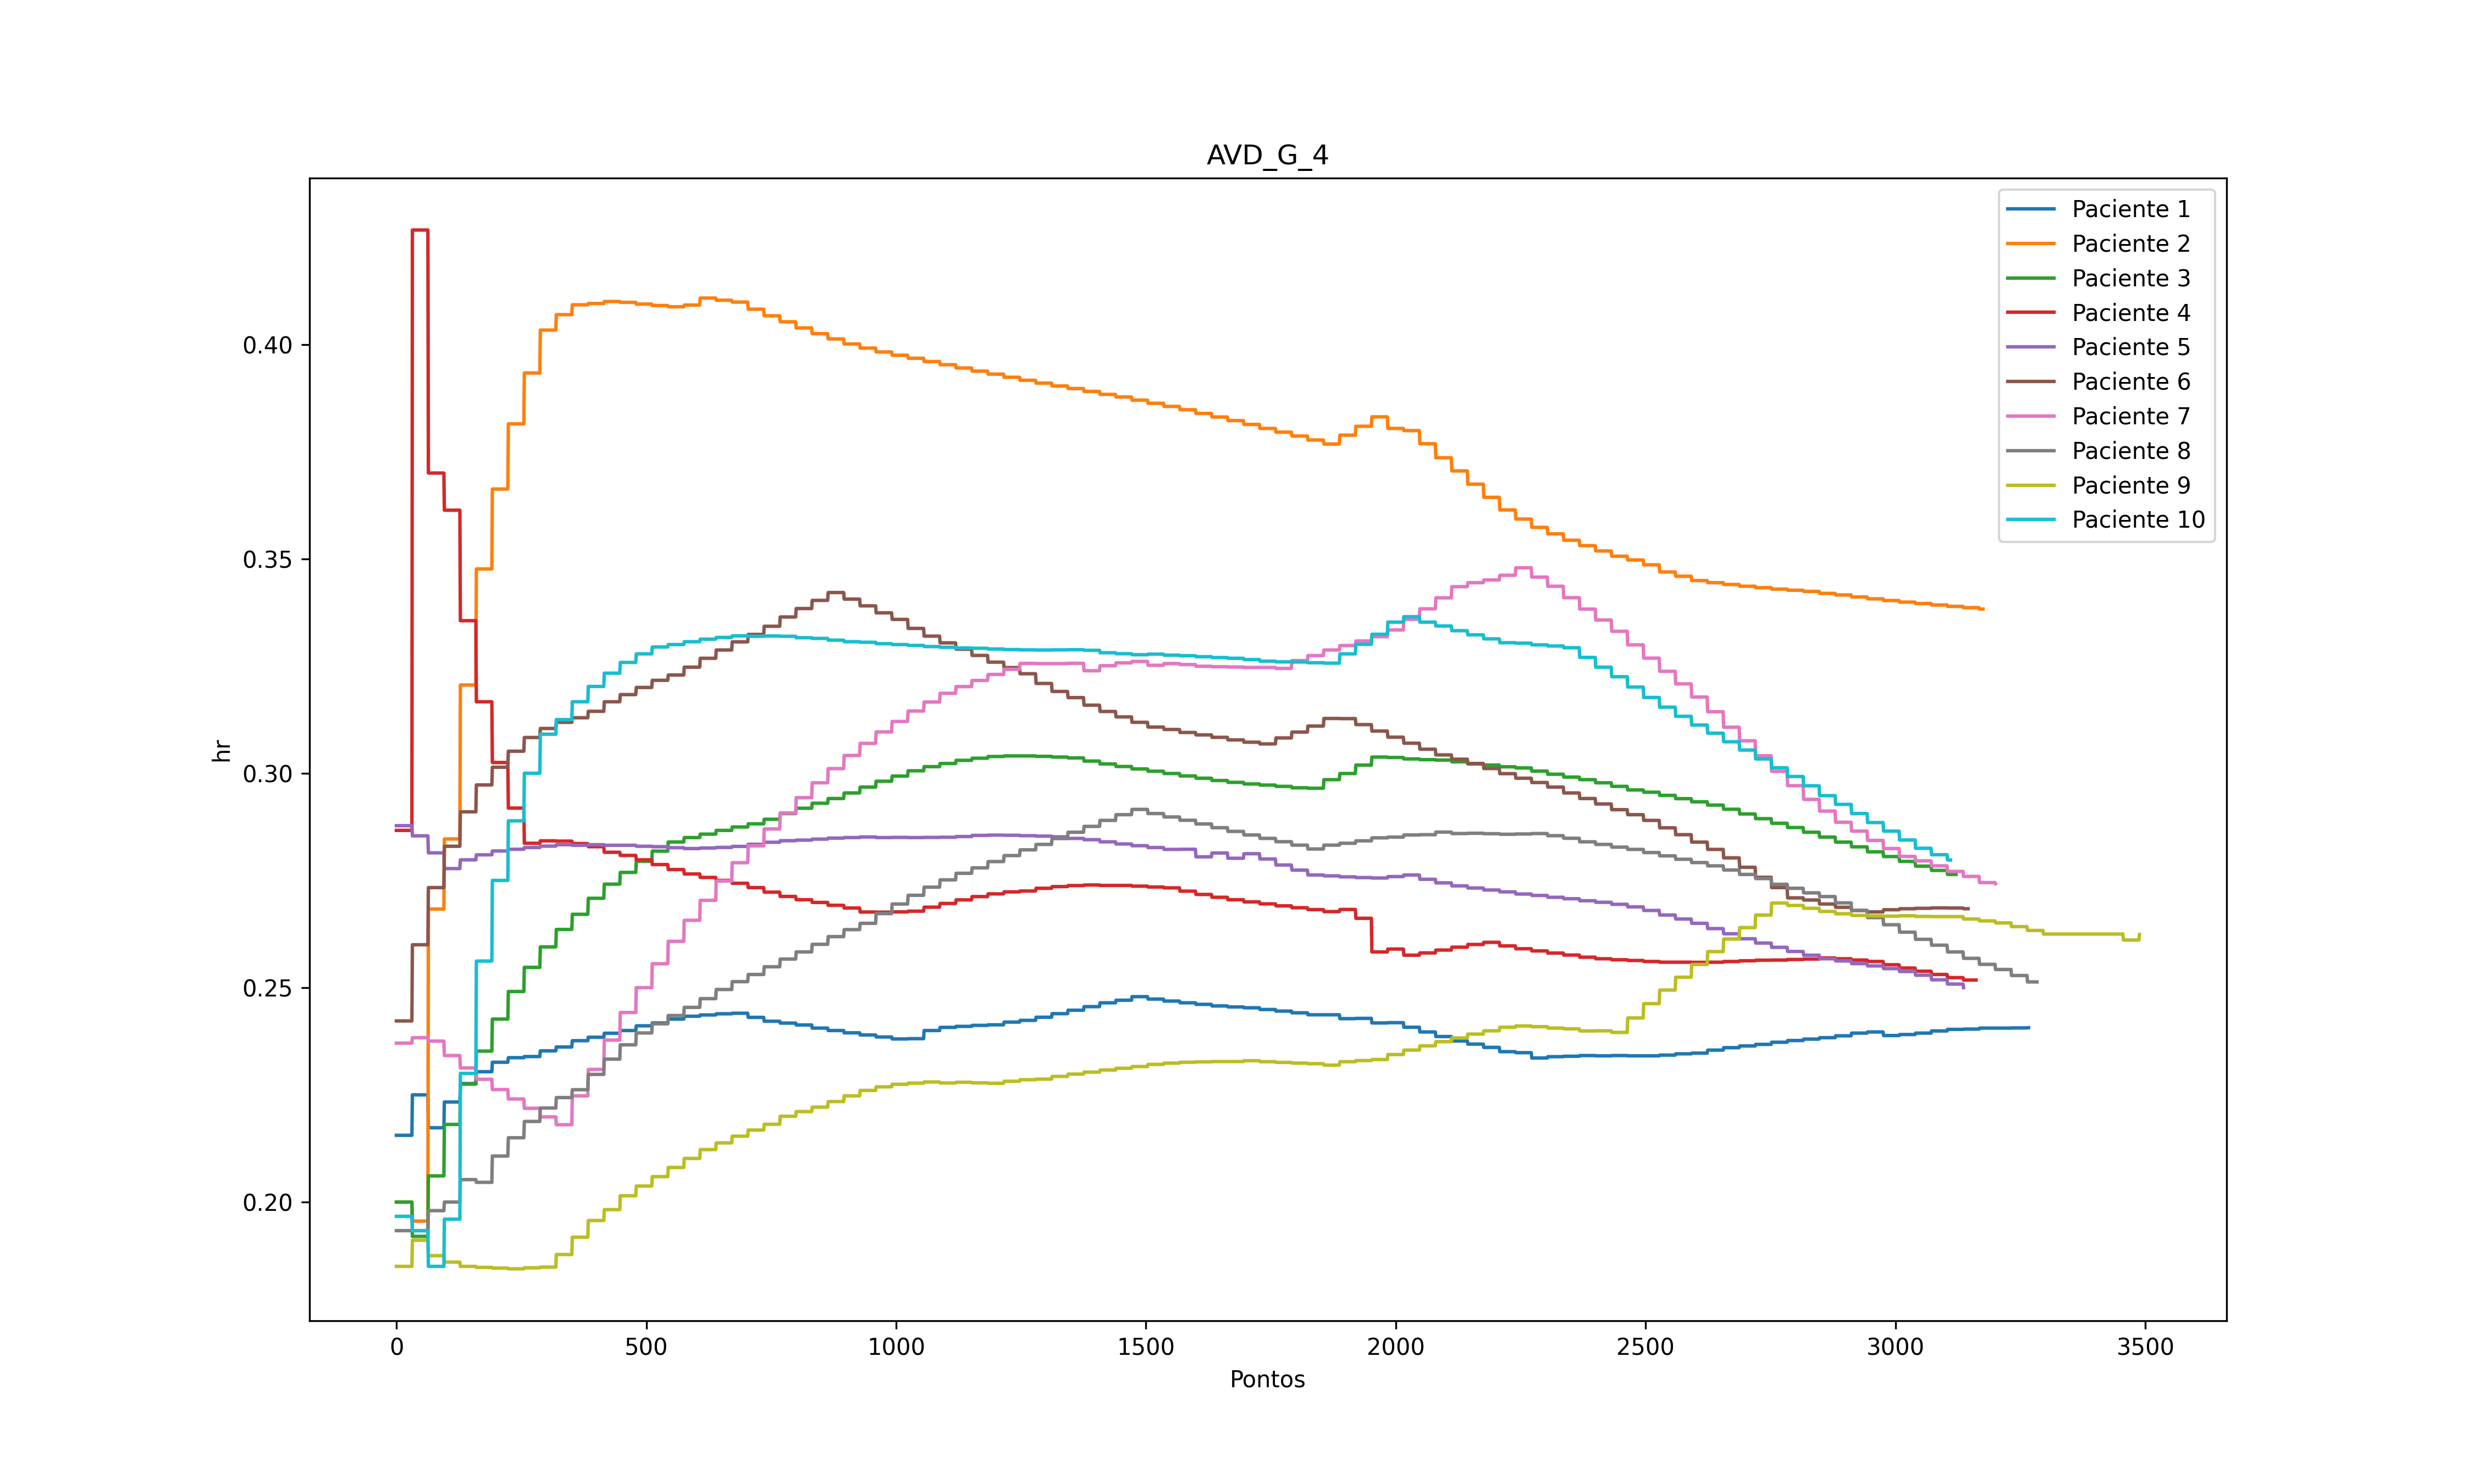 AVD_G_4
Paciente 1
Paciente 2
Paciente 3
Paciente 4
Paciente 5
Paciente 6
Paciente 7
Paciente 8
Paciente 9
Paciente 10
hr
0.40
0.35
0.30
0.25
0.20
0 500 1000 1500 2000 2500 3000 3500
Pontos